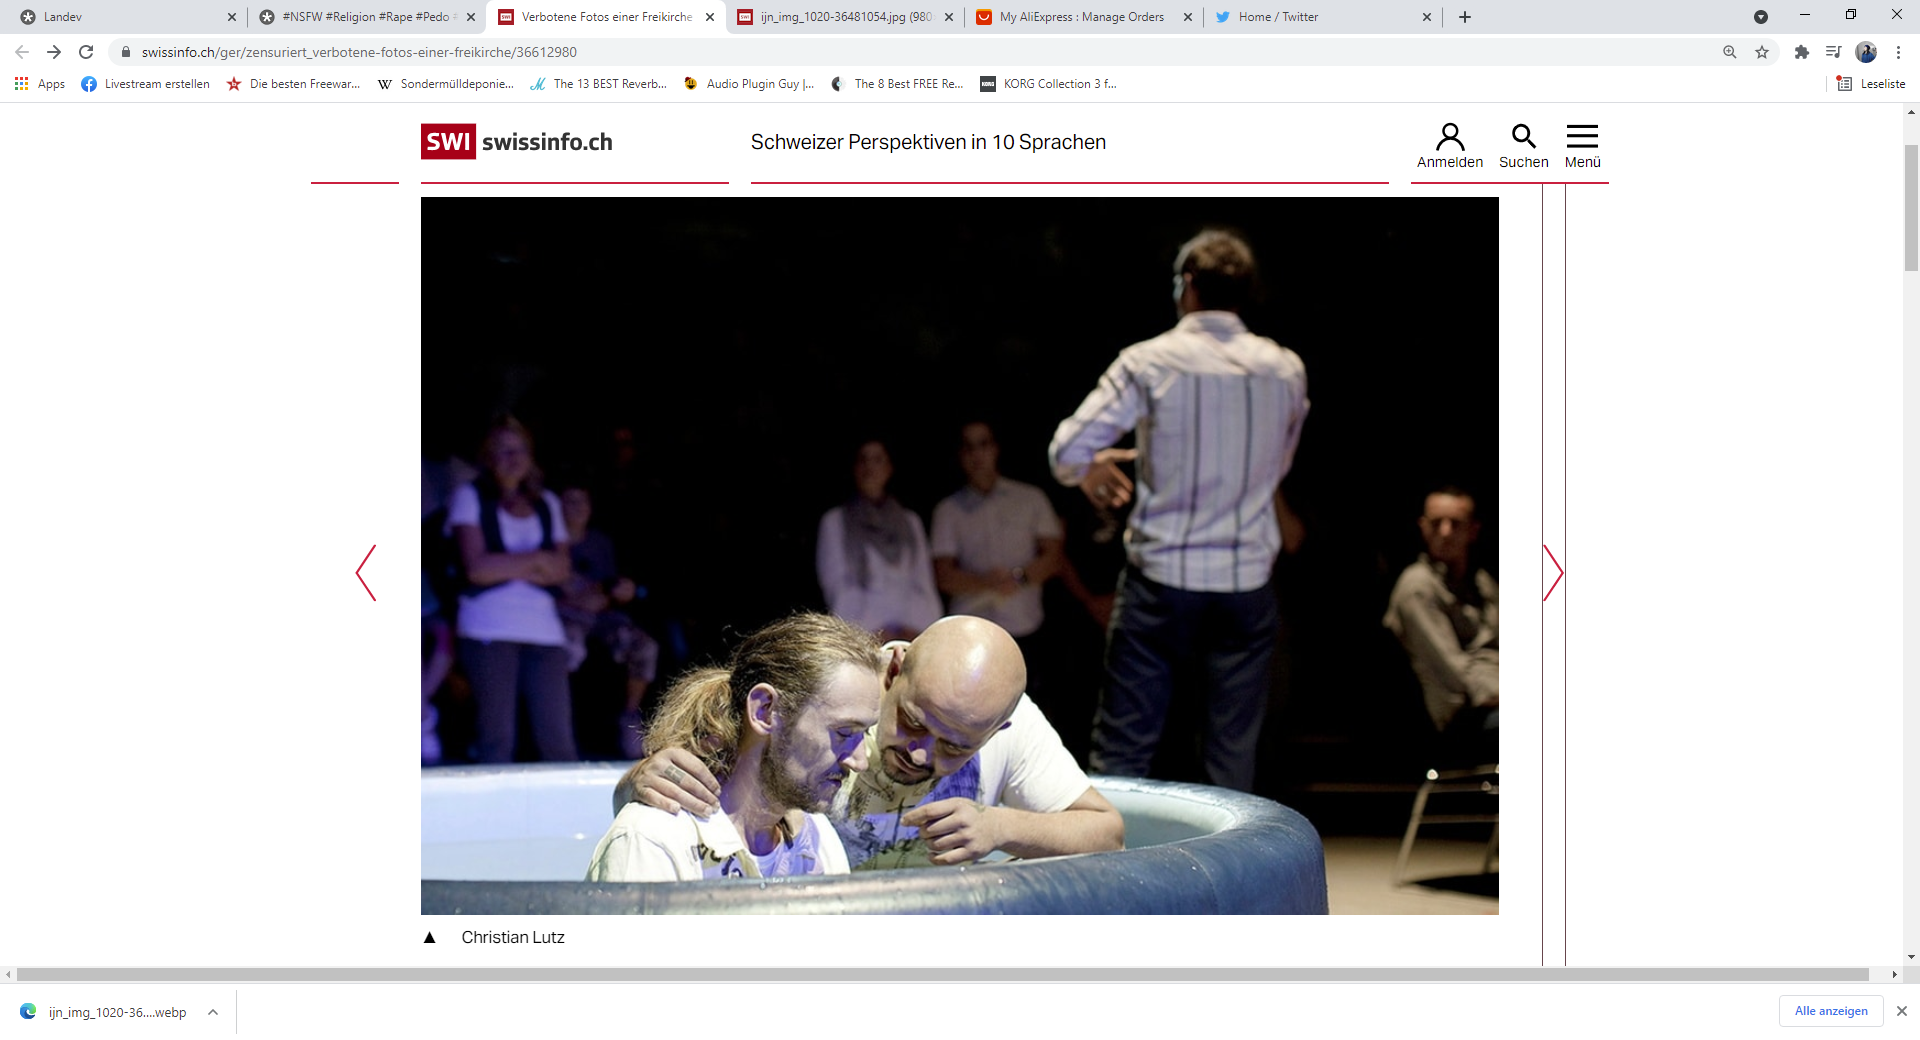 Landev
#NSFW #Religion #Rape #Pedo
Verbotene Fotos einer Freikirche
ijn_img_1020-36481054.jpg (980
My AliExpress : Manage Orders
Home / Twitter
swissinfo.ch/ger/zensuriert_verbotene-fotos-einer-freikirche/36612980
Apps
Livestream erstellen
Die besten Freewar...
Sondermülldeponie...
The 13 BEST Reverb...
Audio Plugin Guy |...
The 8 Best FREE Re...
KORG Collection 3 f...
Leseliste
SWI swissinfo.ch
Schweizer Perspektiven in 10 Sprachen
Anmelden
Suchen
Menü
▲ Christian Lutz
ijn_img_1020-36....webp
Alle anzeigen